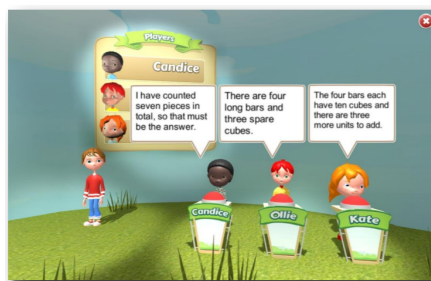 Players
Candice
I have counted
seven pieces in
total, so that must
be the answer.
There are four
long bars and
three spare
cubes.
The four bars each
have ten cubes and
there are three
more units to add.
Candice
Ollie
Kate